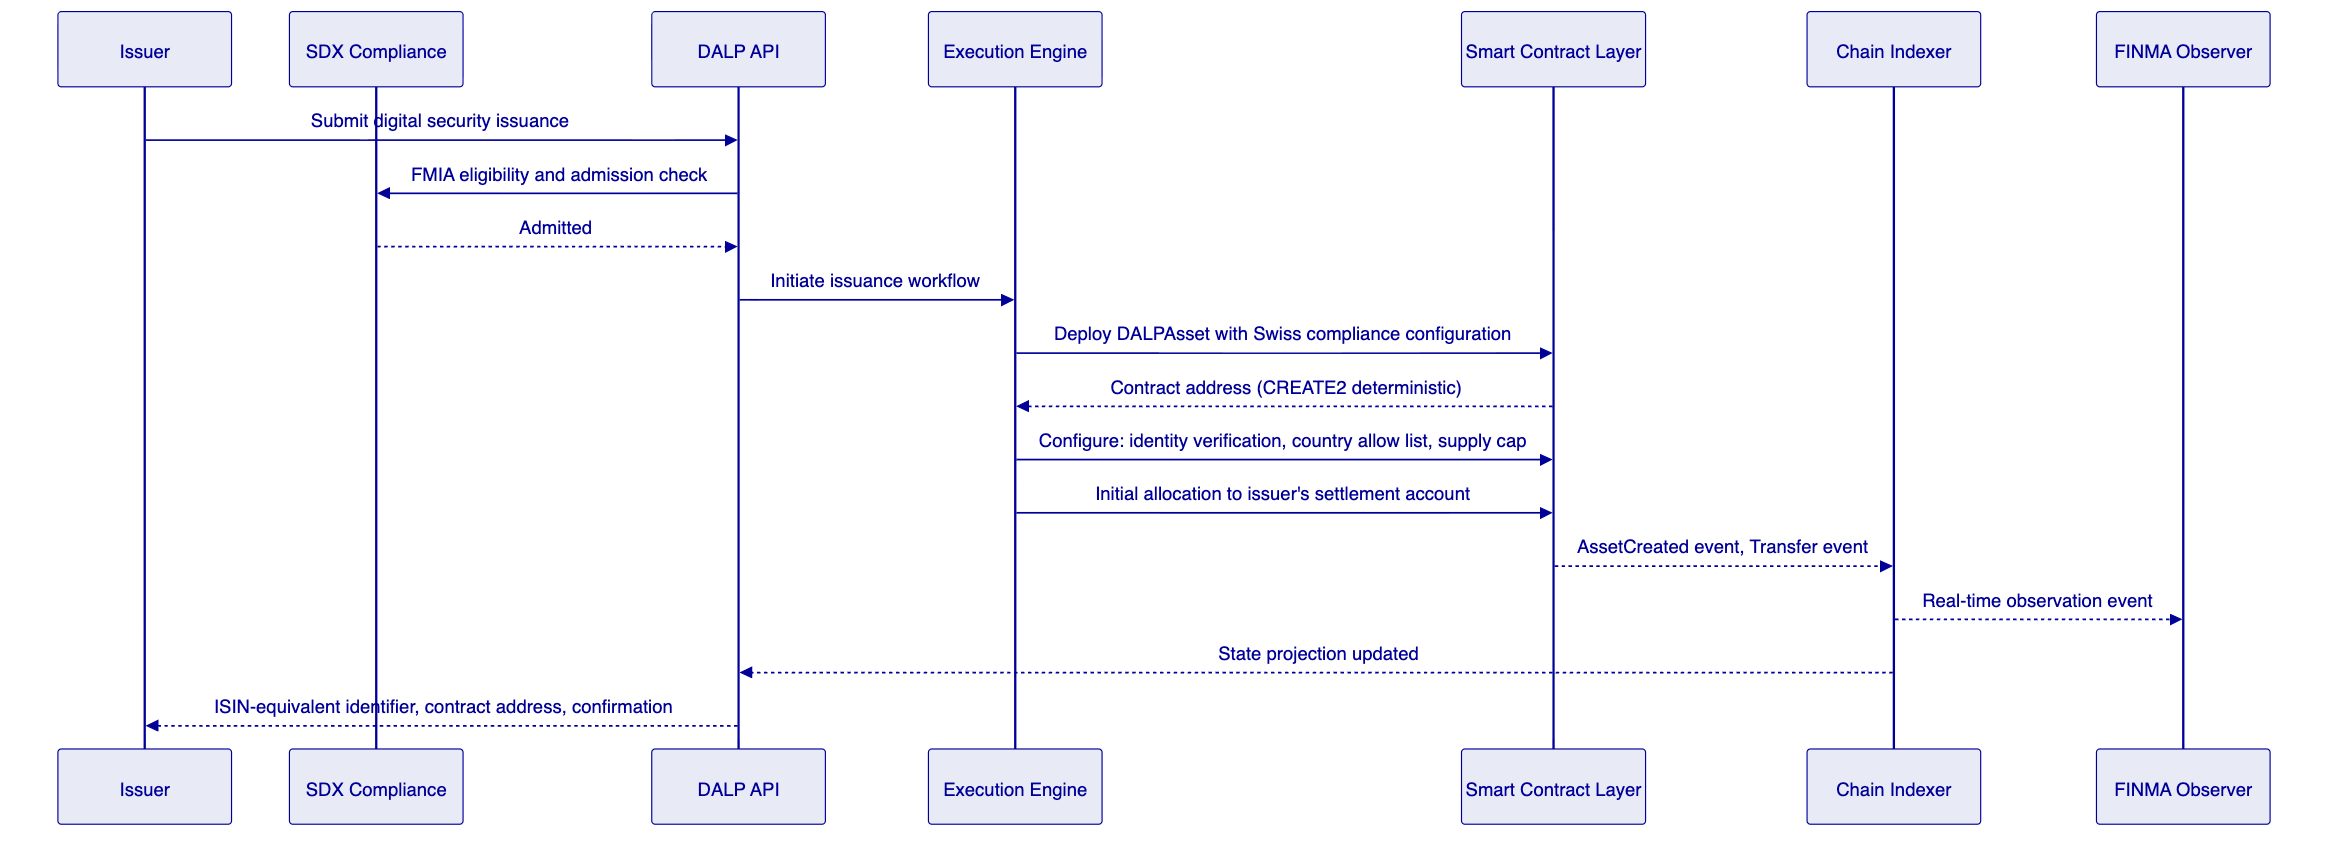 Issuer
SDX Compliance
DALP API
Execution Engine
Smart Contract Layer
Chain Indexer
FINMA Observer
Submit digital security issuance
FMIA eligibility and admission check
Admitted
Initiate issuance workflow
Deploy DALPAsset with Swiss compliance configuration
Contract address (CREATE2 deterministic)
Configure: identity verification, country allow list, supply cap
Initial allocation to issuer's settlement account
AssetCreated event, Transfer event
Real-time observation event
State projection updated
ISIN-equivalent identifier, contract address, confirmation
Issuer
SDX Compliance
DALP API
Execution Engine
Smart Contract Layer
Chain Indexer
FINMA Observer